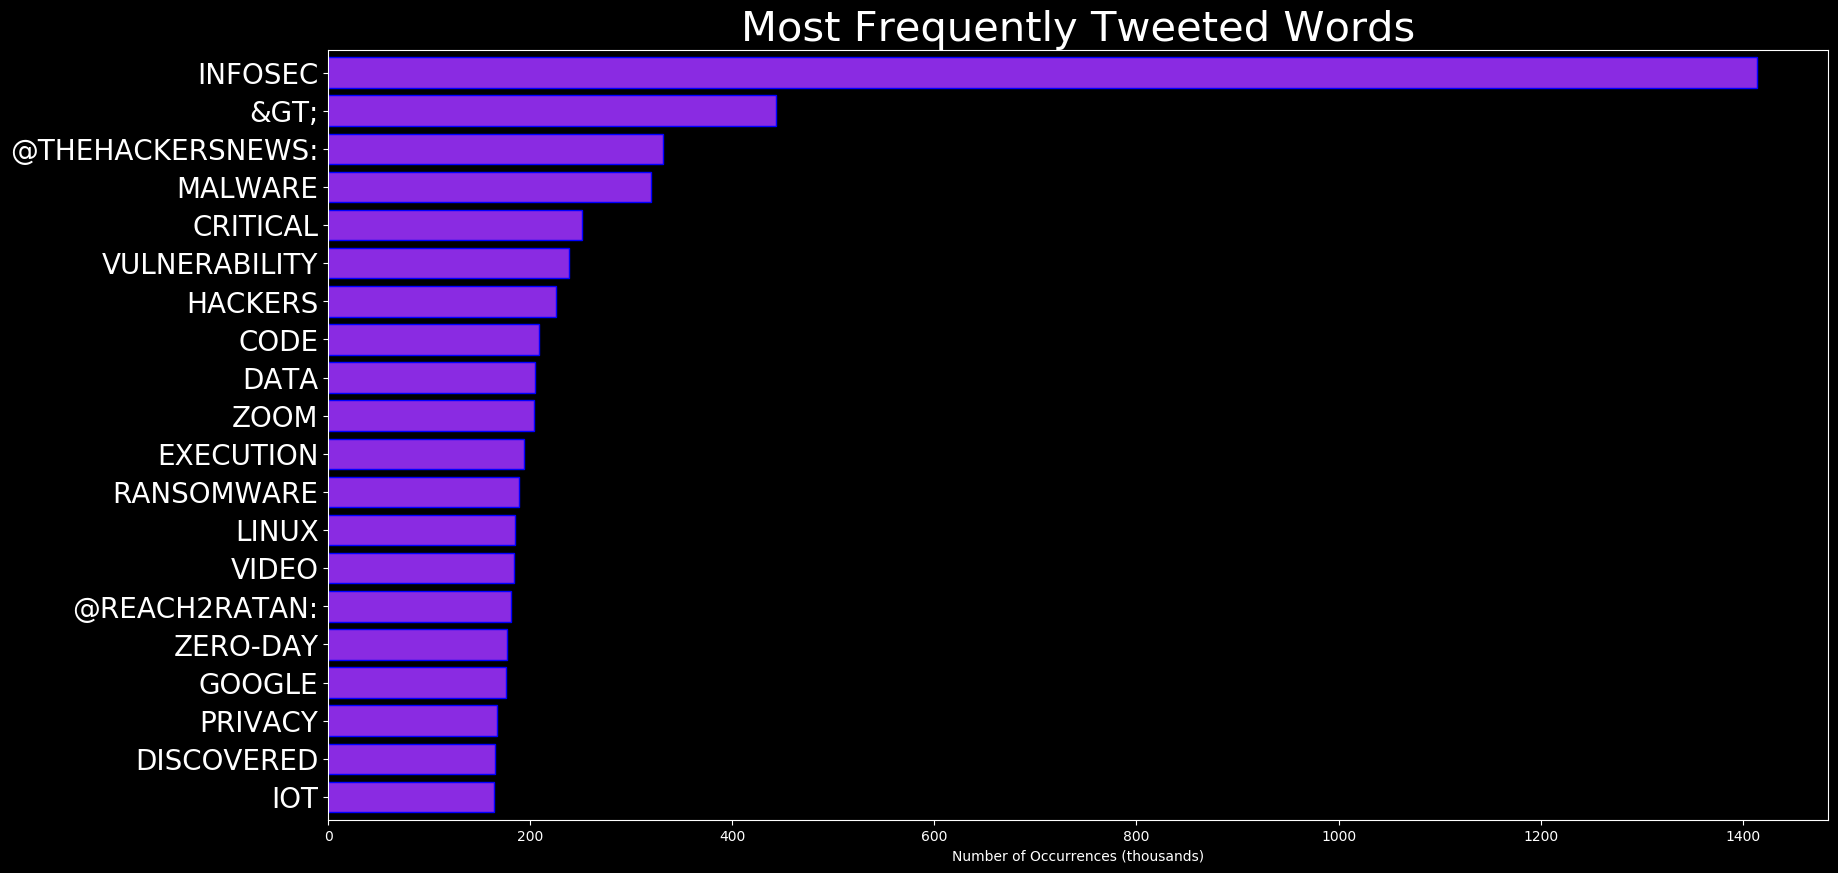 Most Frequently Tweeted Words
INFOSEC
&GT;
@THEHACKERSNEWS:
MALWARE
CRITICAL
VULNERABILITY
HACKERS
CODE
DATA
ZOOM
EXECUTION
RANSOMWARE
LINUX
VIDEO
@REACH2RATAN:
ZERO-DAY
GOOGLE
PRIVACY
DISCOVERED
IOT
0 200 400 600 800 1000 1200 1400
Number of Occurrences (thousands)